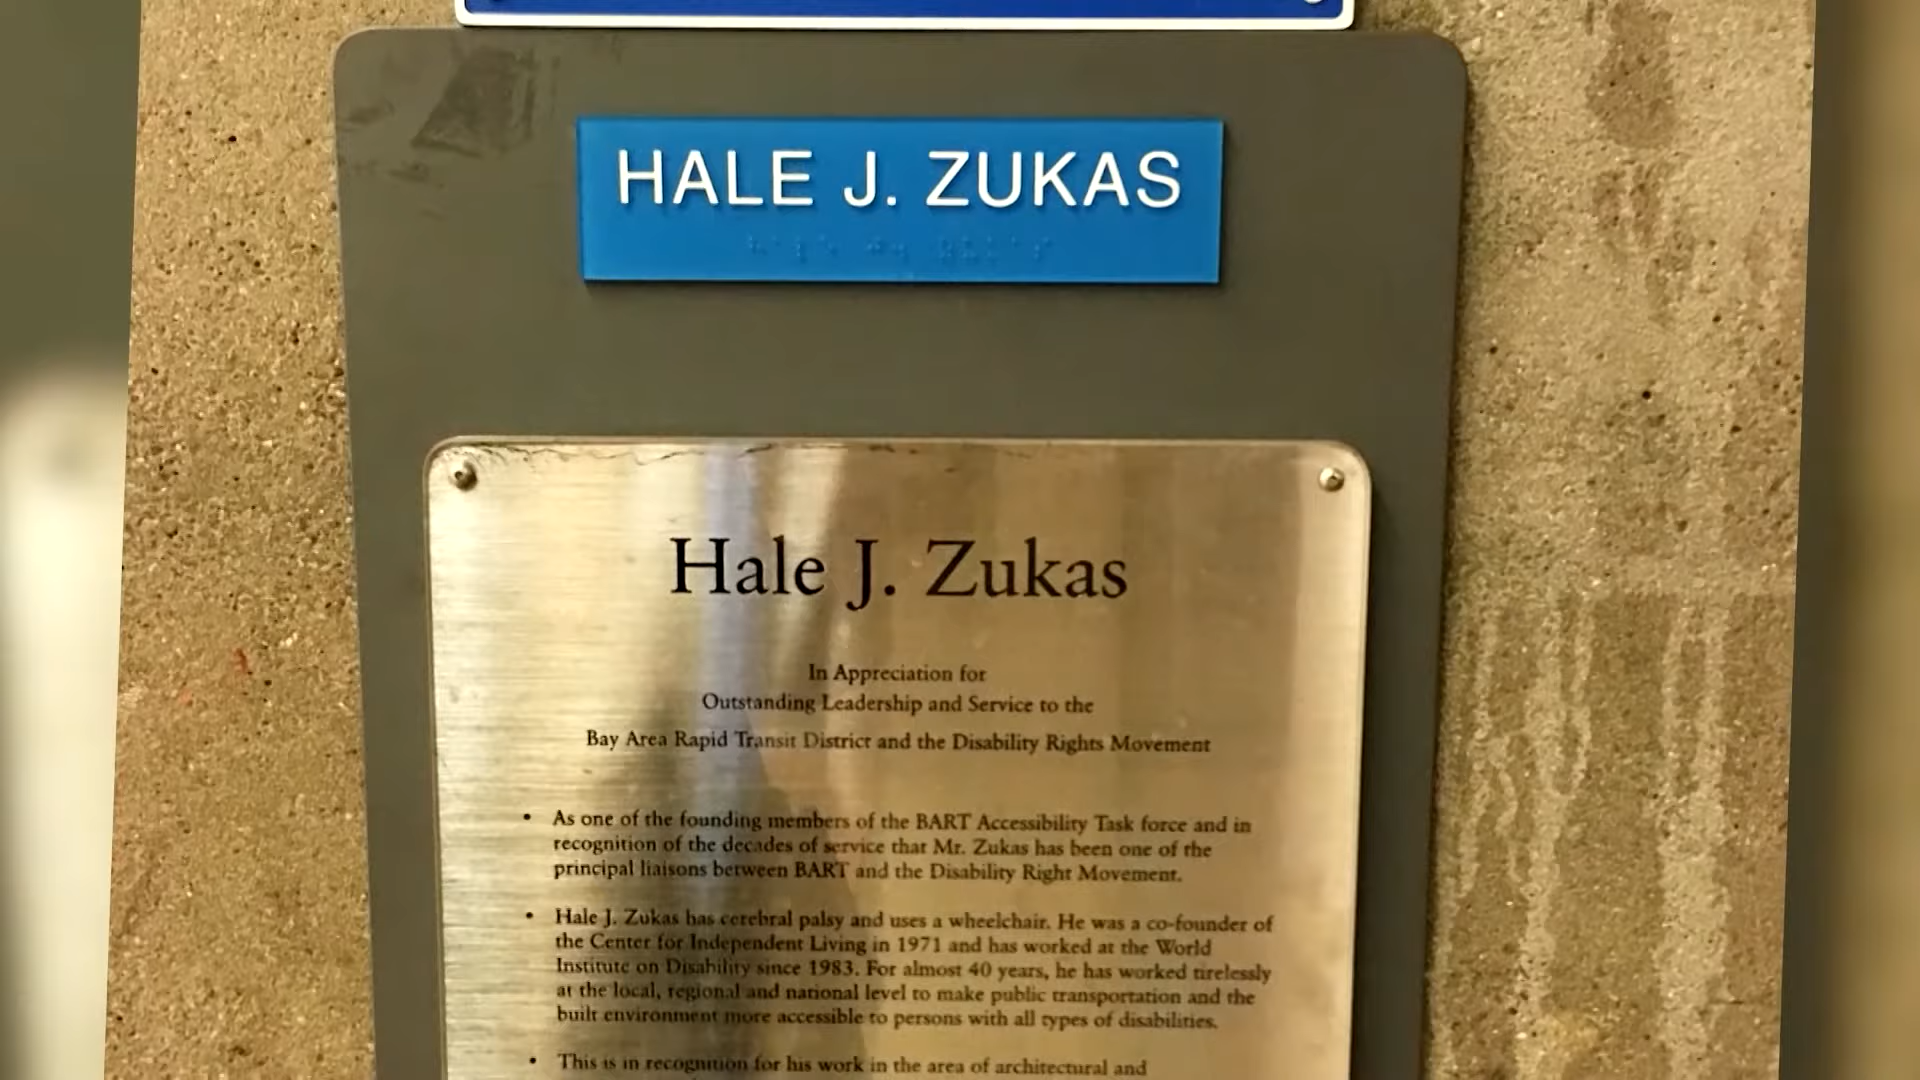 HALE J. ZUKAS
Hale J. Zukas
In Appreciation for
Outstanding Leadership and Service to the
Bay Area Rapid Transit District and the Disability Rights Movement
• As one of the founding members of the BART Accessibility Task force and in
recognition of the decades of service that Mr. Zukas has been one of the
principal liaisons between BART and the Disability Right Movement.
• Hale J. Zukas has cerebral palsy and uses a wheelchair. He was a co-founder of
the Center for Independent Living in 1971 and has worked at the World
Institute on Disability since 1983. For almost 40 years, he has worked tirelessly
at the local, regional and national level to make public transportation and the
built environment more accessible to persons with all types of disabilities.
• This is in recognition for his work in the area of architectural and